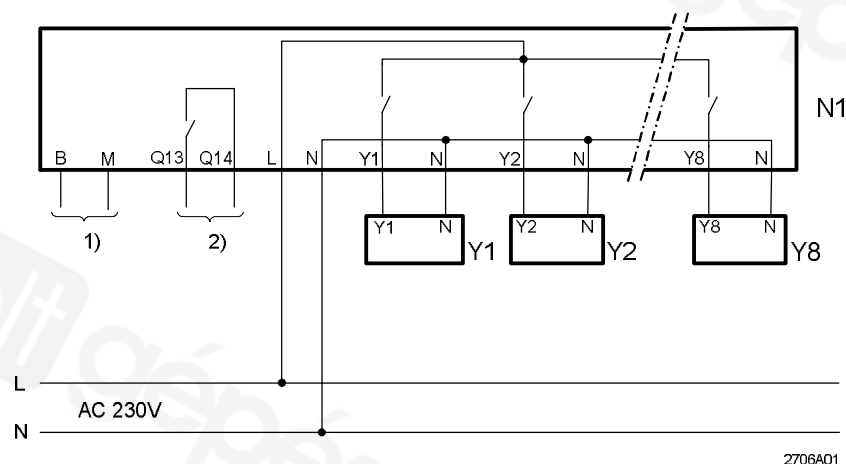 N1
B M Q13 Q14 L N Y1 N Y2 N Y8 N
1) 2)
Y1 N Y1 Y2 N Y2 Y8 N Y8
L
AC 230V
N
2706A01